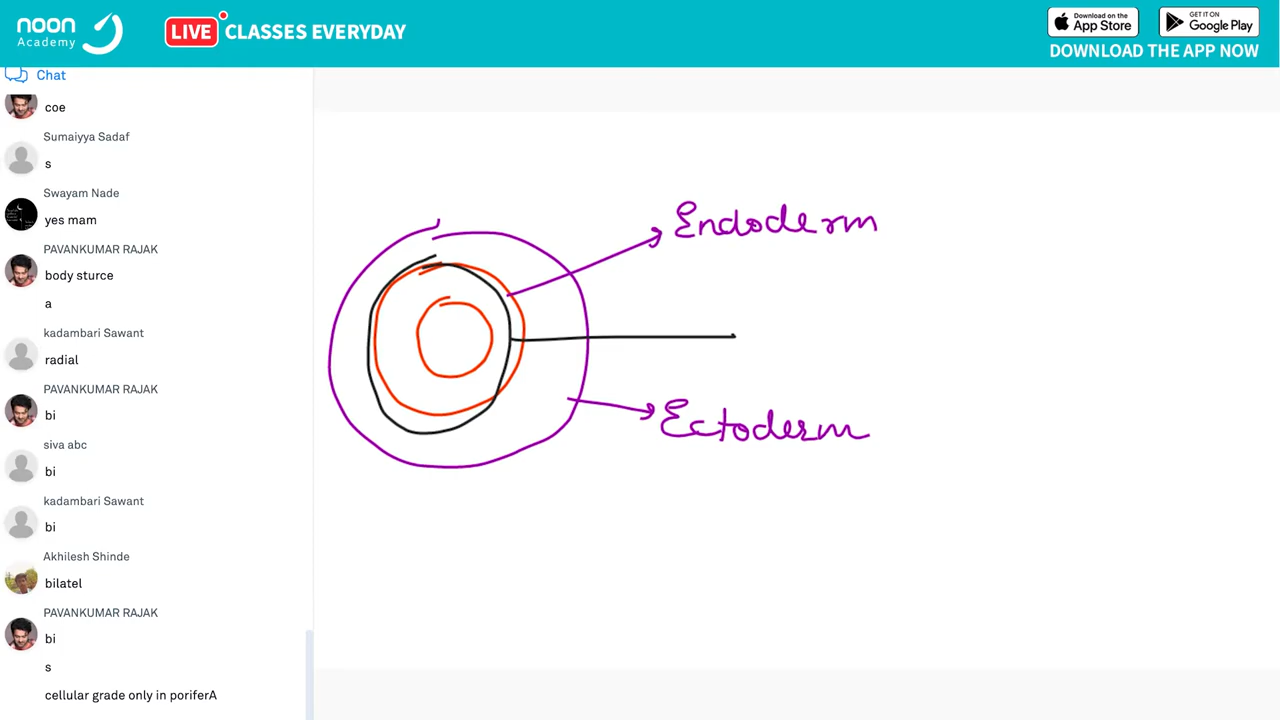 noon
Academy
LIVE CLASSES EVERYDAY
Download on the
App Store
GET IT ON
Google Play
DOWNLOAD THE APP NOW
Chat
coe
Sumaiyya Sadaf
s
Swayam Nade
yes mam
PAVANKUMAR RAJAK
body sturce
a
kadambari Sawant
radial
PAVANKUMAR RAJAK
bi
siva abc
bi
kadambari Sawant
bi
Akhilesh Shinde
bilatel
PAVANKUMAR RAJAK
bi
s
cellular grade only in poriferA
Endoderm
Ectoderm